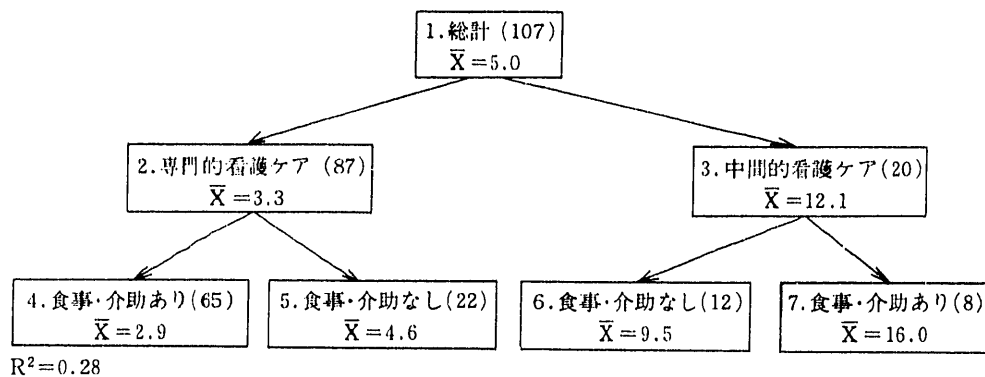 1.総計(107)
X̄=5.0
2.専門的看護ケア(87)
X̄=3.3
3.中間的看護ケア(20)
X̄=12.1
4.食事·介助あり(65)
X̄=2.9
5.食事·介助なし(22)
X̄=4.6
6.食事·介助なし(12)
X̄=9.5
7.食事·介助あり(8)
X̄=16.0
R²=0.28